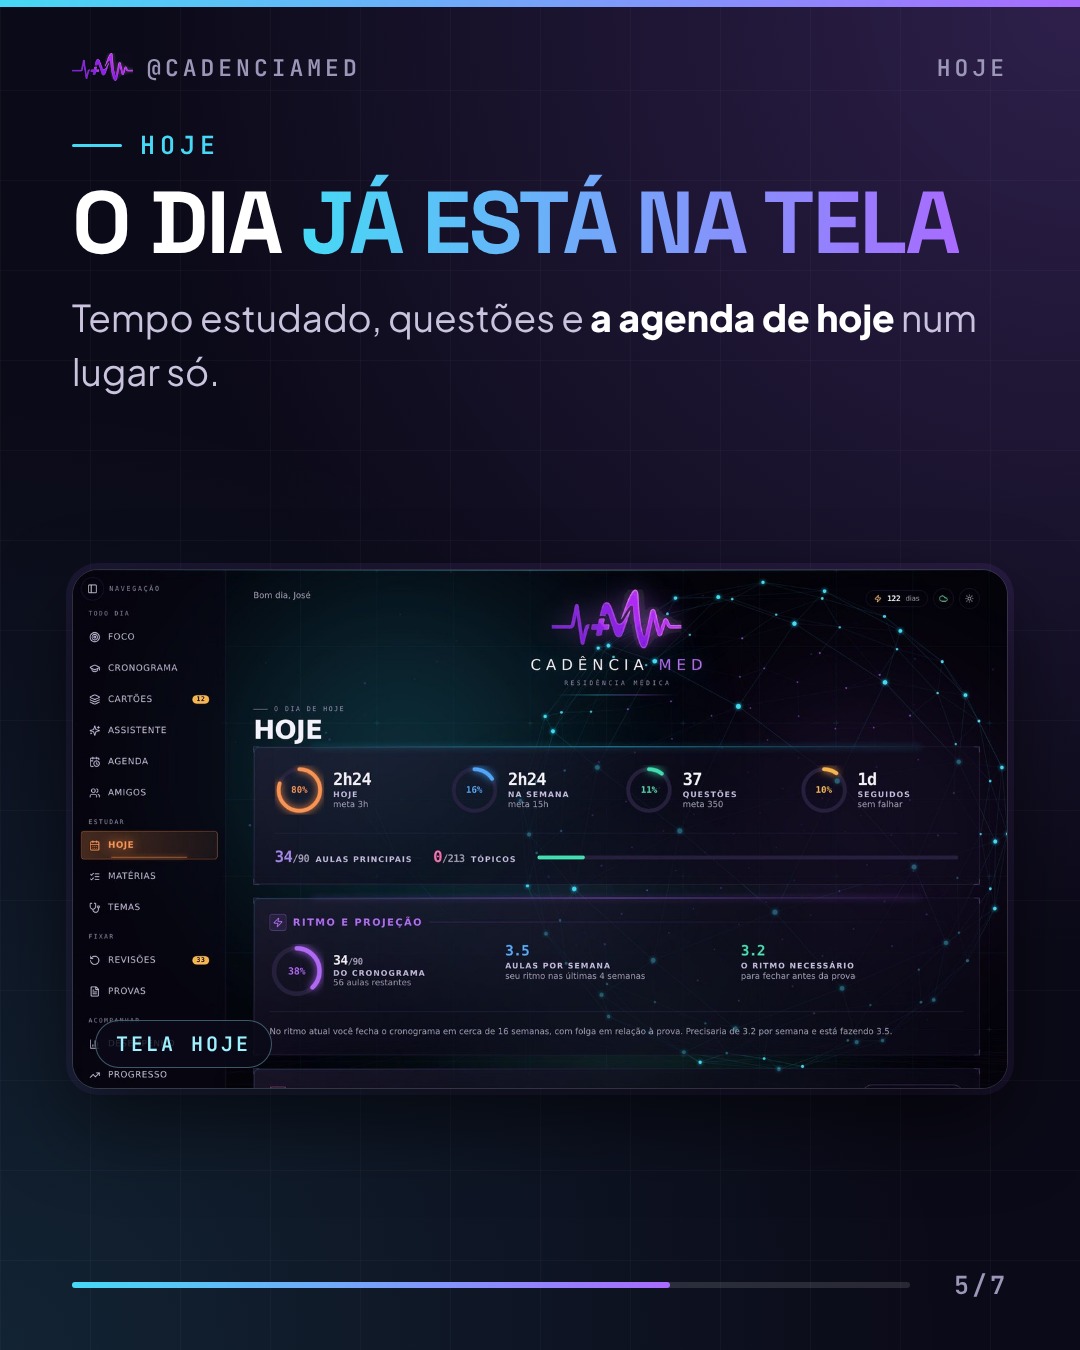 @CADENCIAMED
HOJE
HOJE
O DIA JÁ ESTÁ NA TELA
Tempo estudado, questões e a agenda de hoje num
lugar só.
NAVEGAÇÃO
TODO DIA
FOCO
CRONOGRAMA
CARTÕES 12
ASSISTENTE
AGENDA
AMIGOS
ESTUDAR
HOJE
MATÉRIAS
TEMAS
FIXAR
REVISÕES 33
PROVAS
TELA HOJE
PROGRESSO
Bom dia, José
122 dias
CADÊNCIA MED
RESIDÊNCIA MÉDICA
O DIA DE HOJE
HOJE
80%
2h24
HOJE
meta 3h
16%
2h24
NA SEMANA
meta 15h
11%
37
QUESTÕES
meta 350
10%
1d
SEGUIDOS
sem falhar
34/90 AULAS PRINCIPAIS 0/213 TÓPICOS
RITMO E PROJEÇÃO
38%
34/90
DO CRONOGRAMA
56 aulas restantes
3.5
AULAS POR SEMANA
seu ritmo nas últimas 4 semanas
3.2
O RITMO NECESSÁRIO
para fechar antes da prova
No ritmo atual você fecha o cronograma em cerca de 16 semanas, com folga em relação à prova. Precisaria de 3.2 por semana e está fazendo 3.5.
5/7